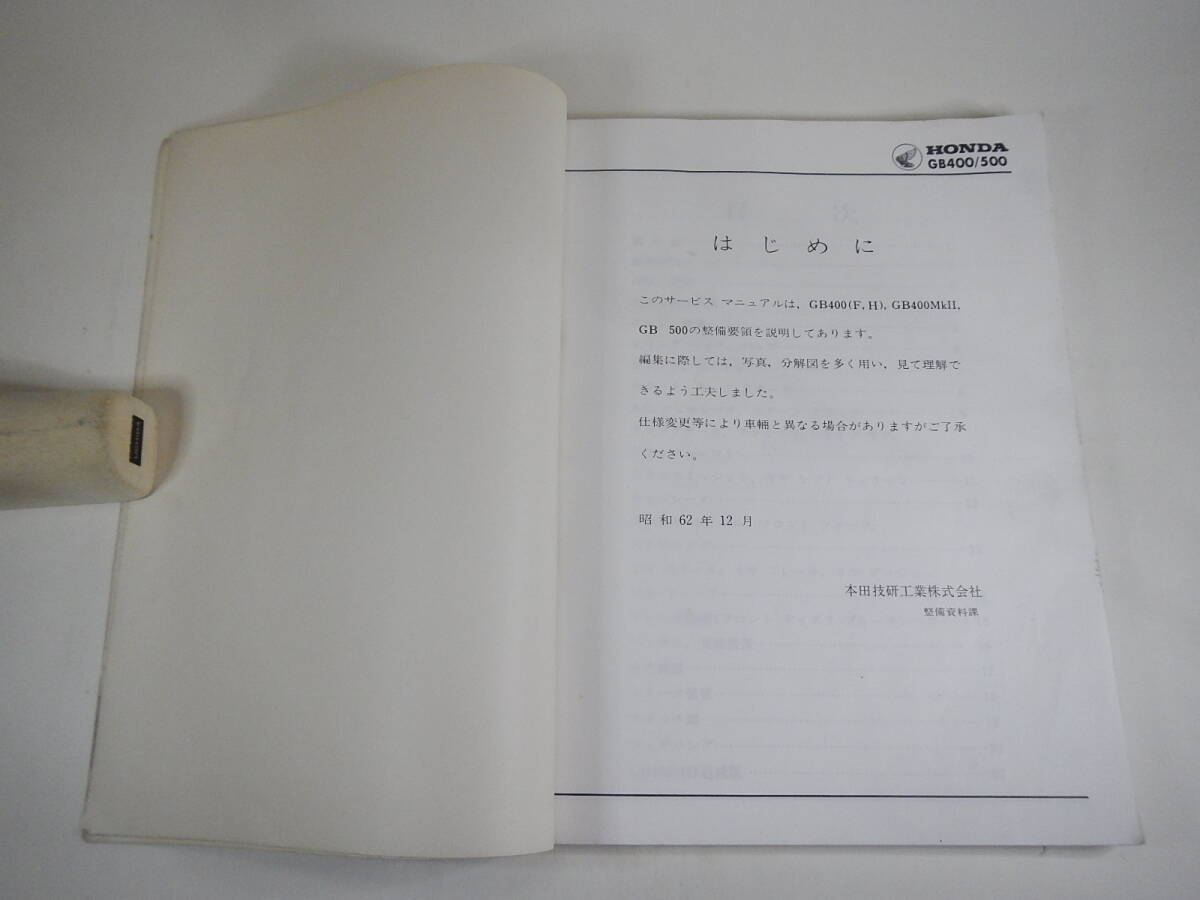 HONDA
GB400/500
はじめに
このサービス マニュアルは，GB400(F, H), GB400MkII,
GB 500の整備要領を説明してあります。
編集に際しては，写真，分解図を多く用い，見て理解で
きるよう工夫しました。
仕様変更等により車輛と異なる場合がありますがご了承
ください。
昭和62年12月
本田技研工業株式会社
整備資料課